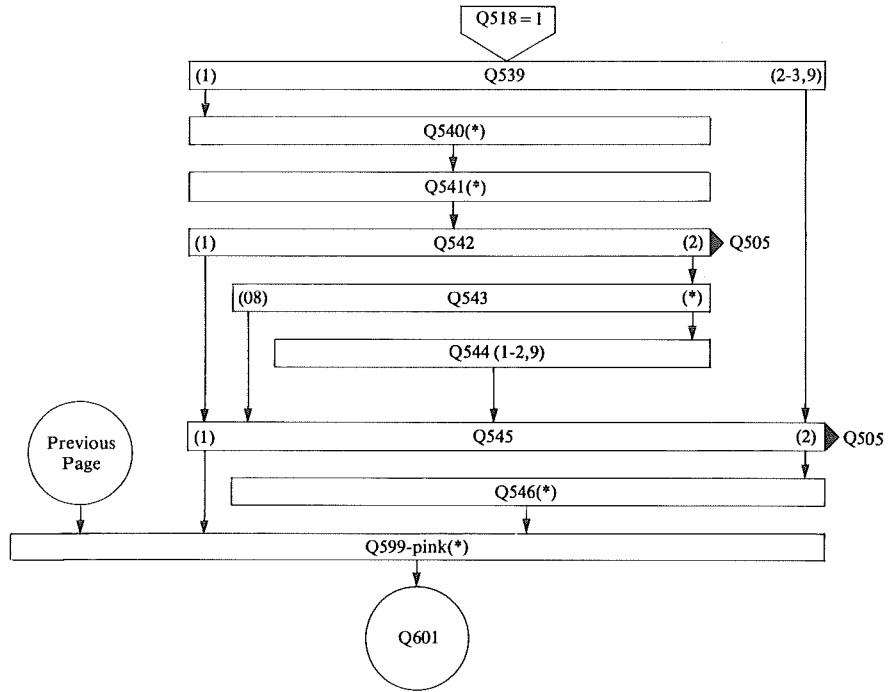 Q518 = 1
(1) Q539 (2-3,9)
Q540(*)
Q541(*)
(1) Q542 (2) Q505
(08) Q543 (*)
Q544 (1-2,9)
Previous
Page
(1) Q545 (2) Q505
Q546(*)
Q599-pink(*)
Q601